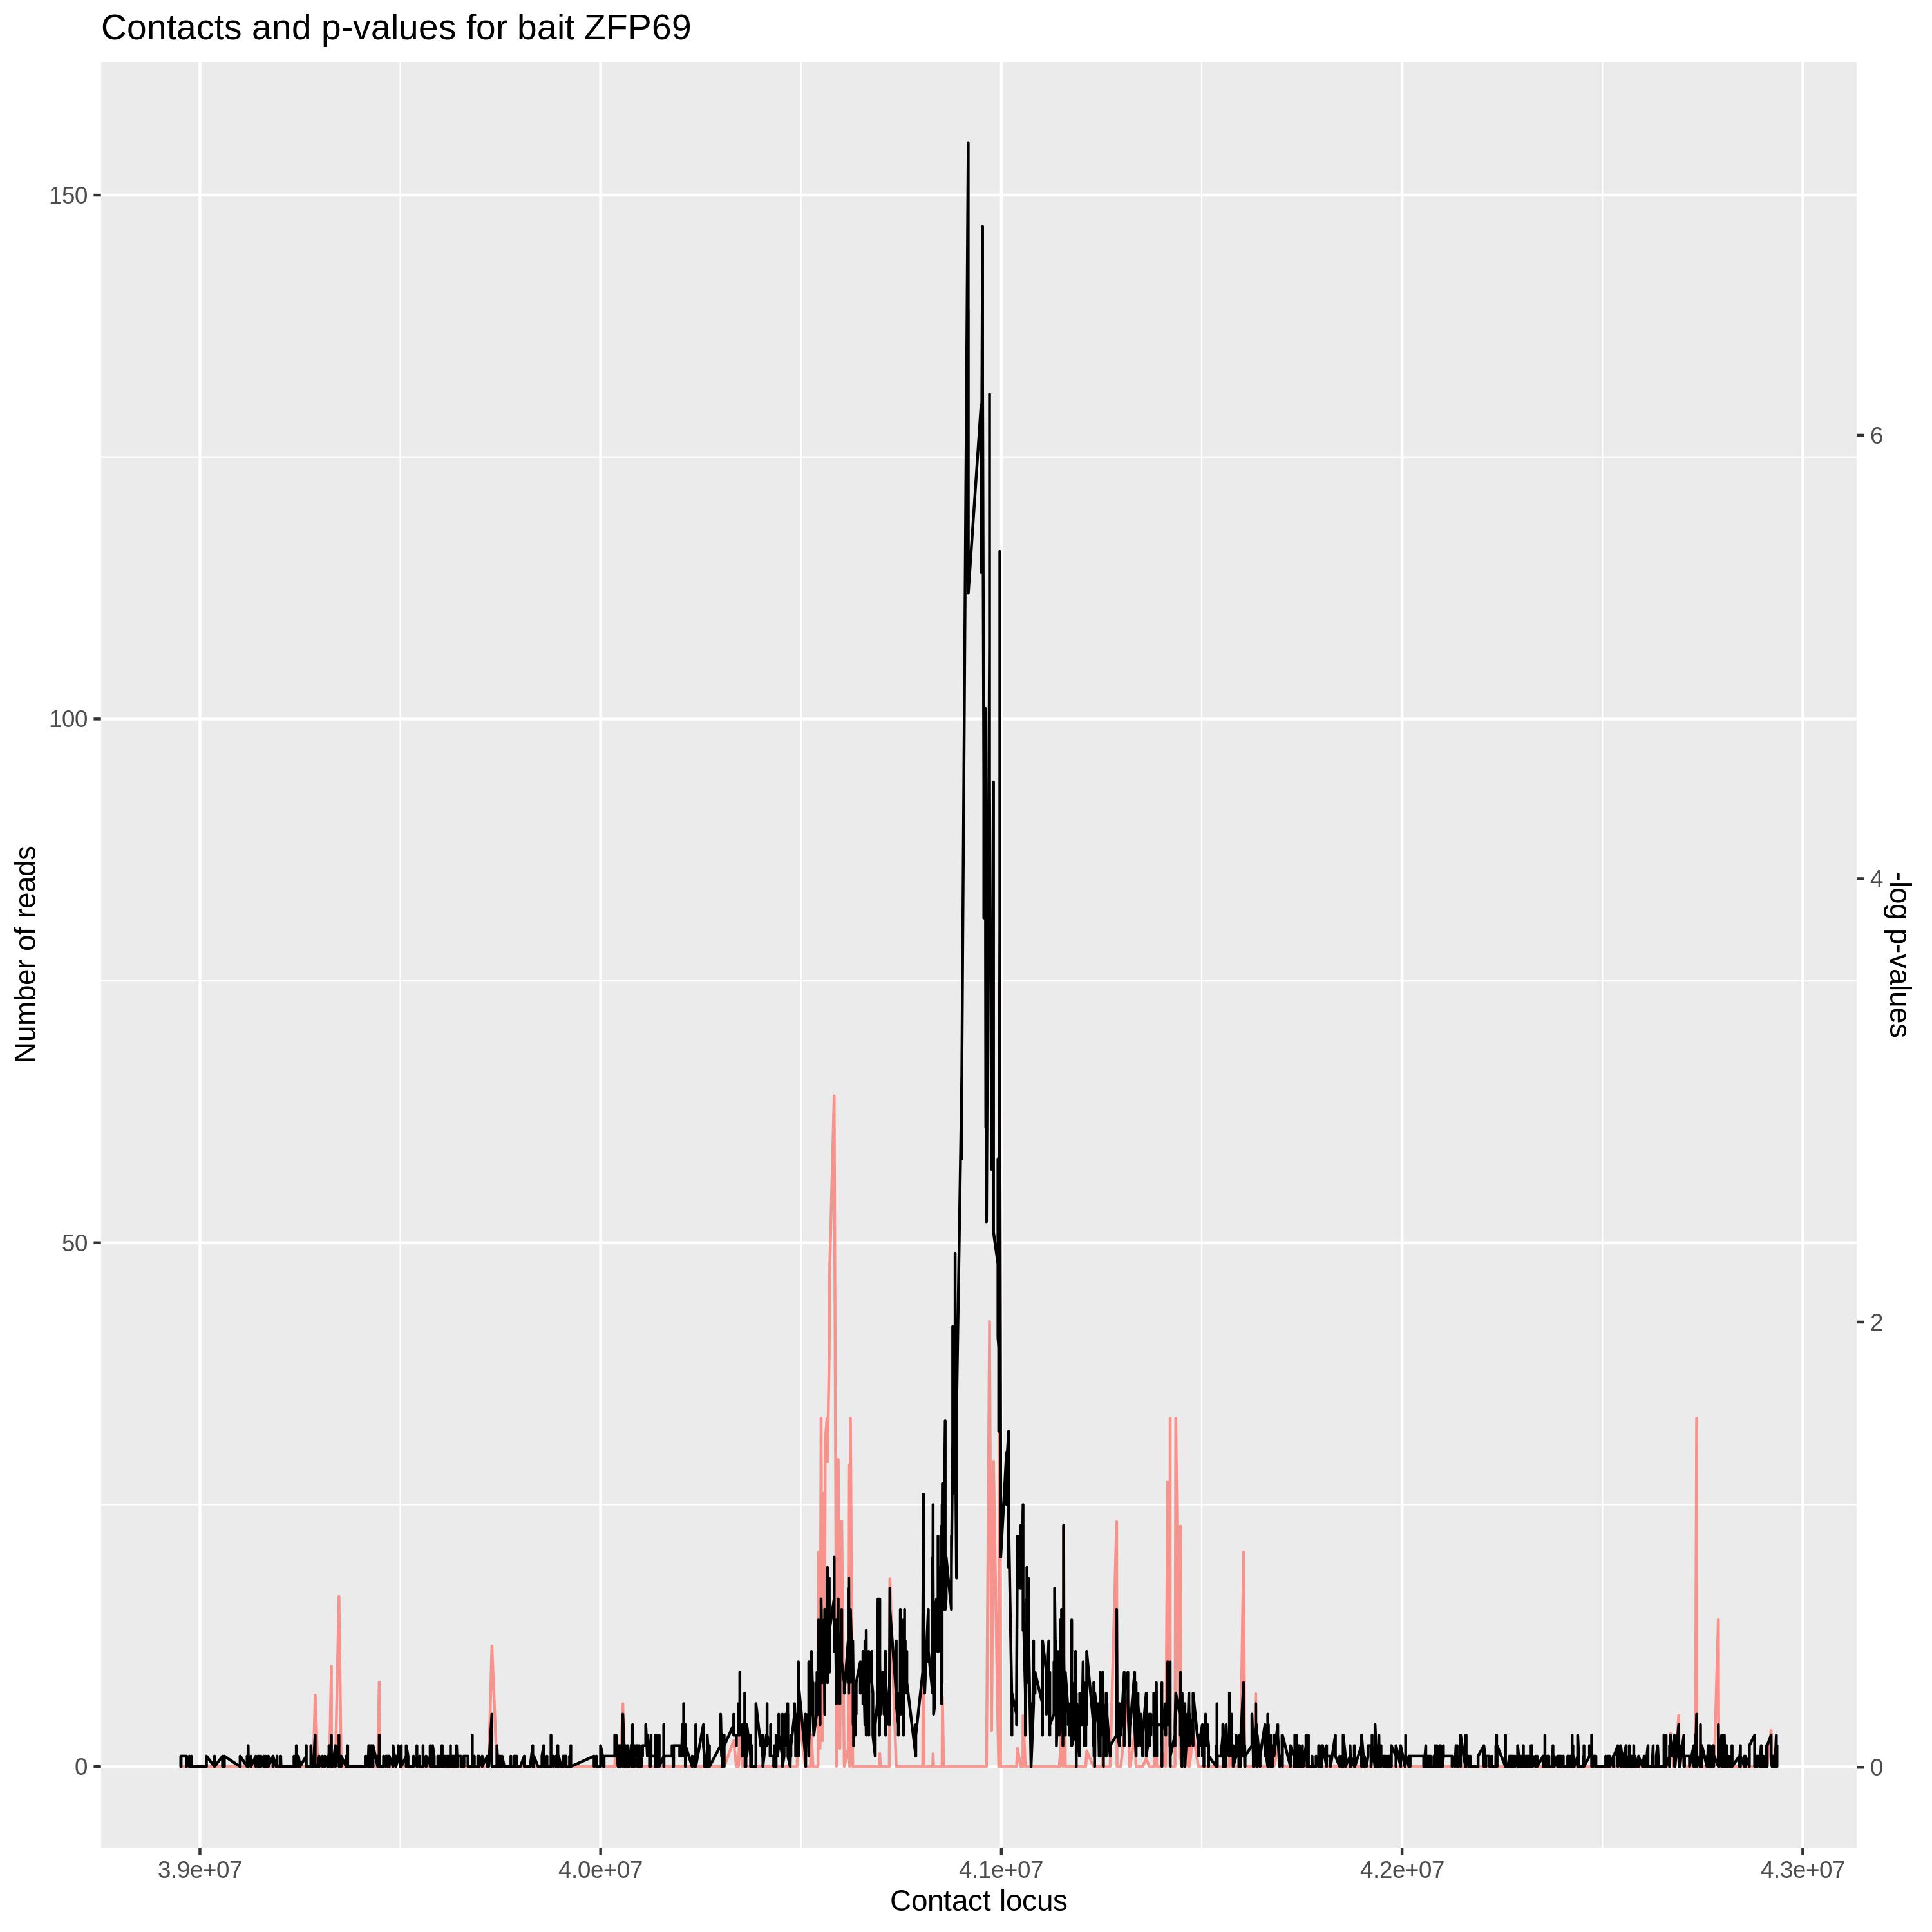 Contacts and p-values for bait ZFP69
150
100
50
0
Number of reads
6
4
2
0
-log p-values
3.9e+07 4.0e+07 4.1e+07 4.2e+07 4.3e+07
Contact locus